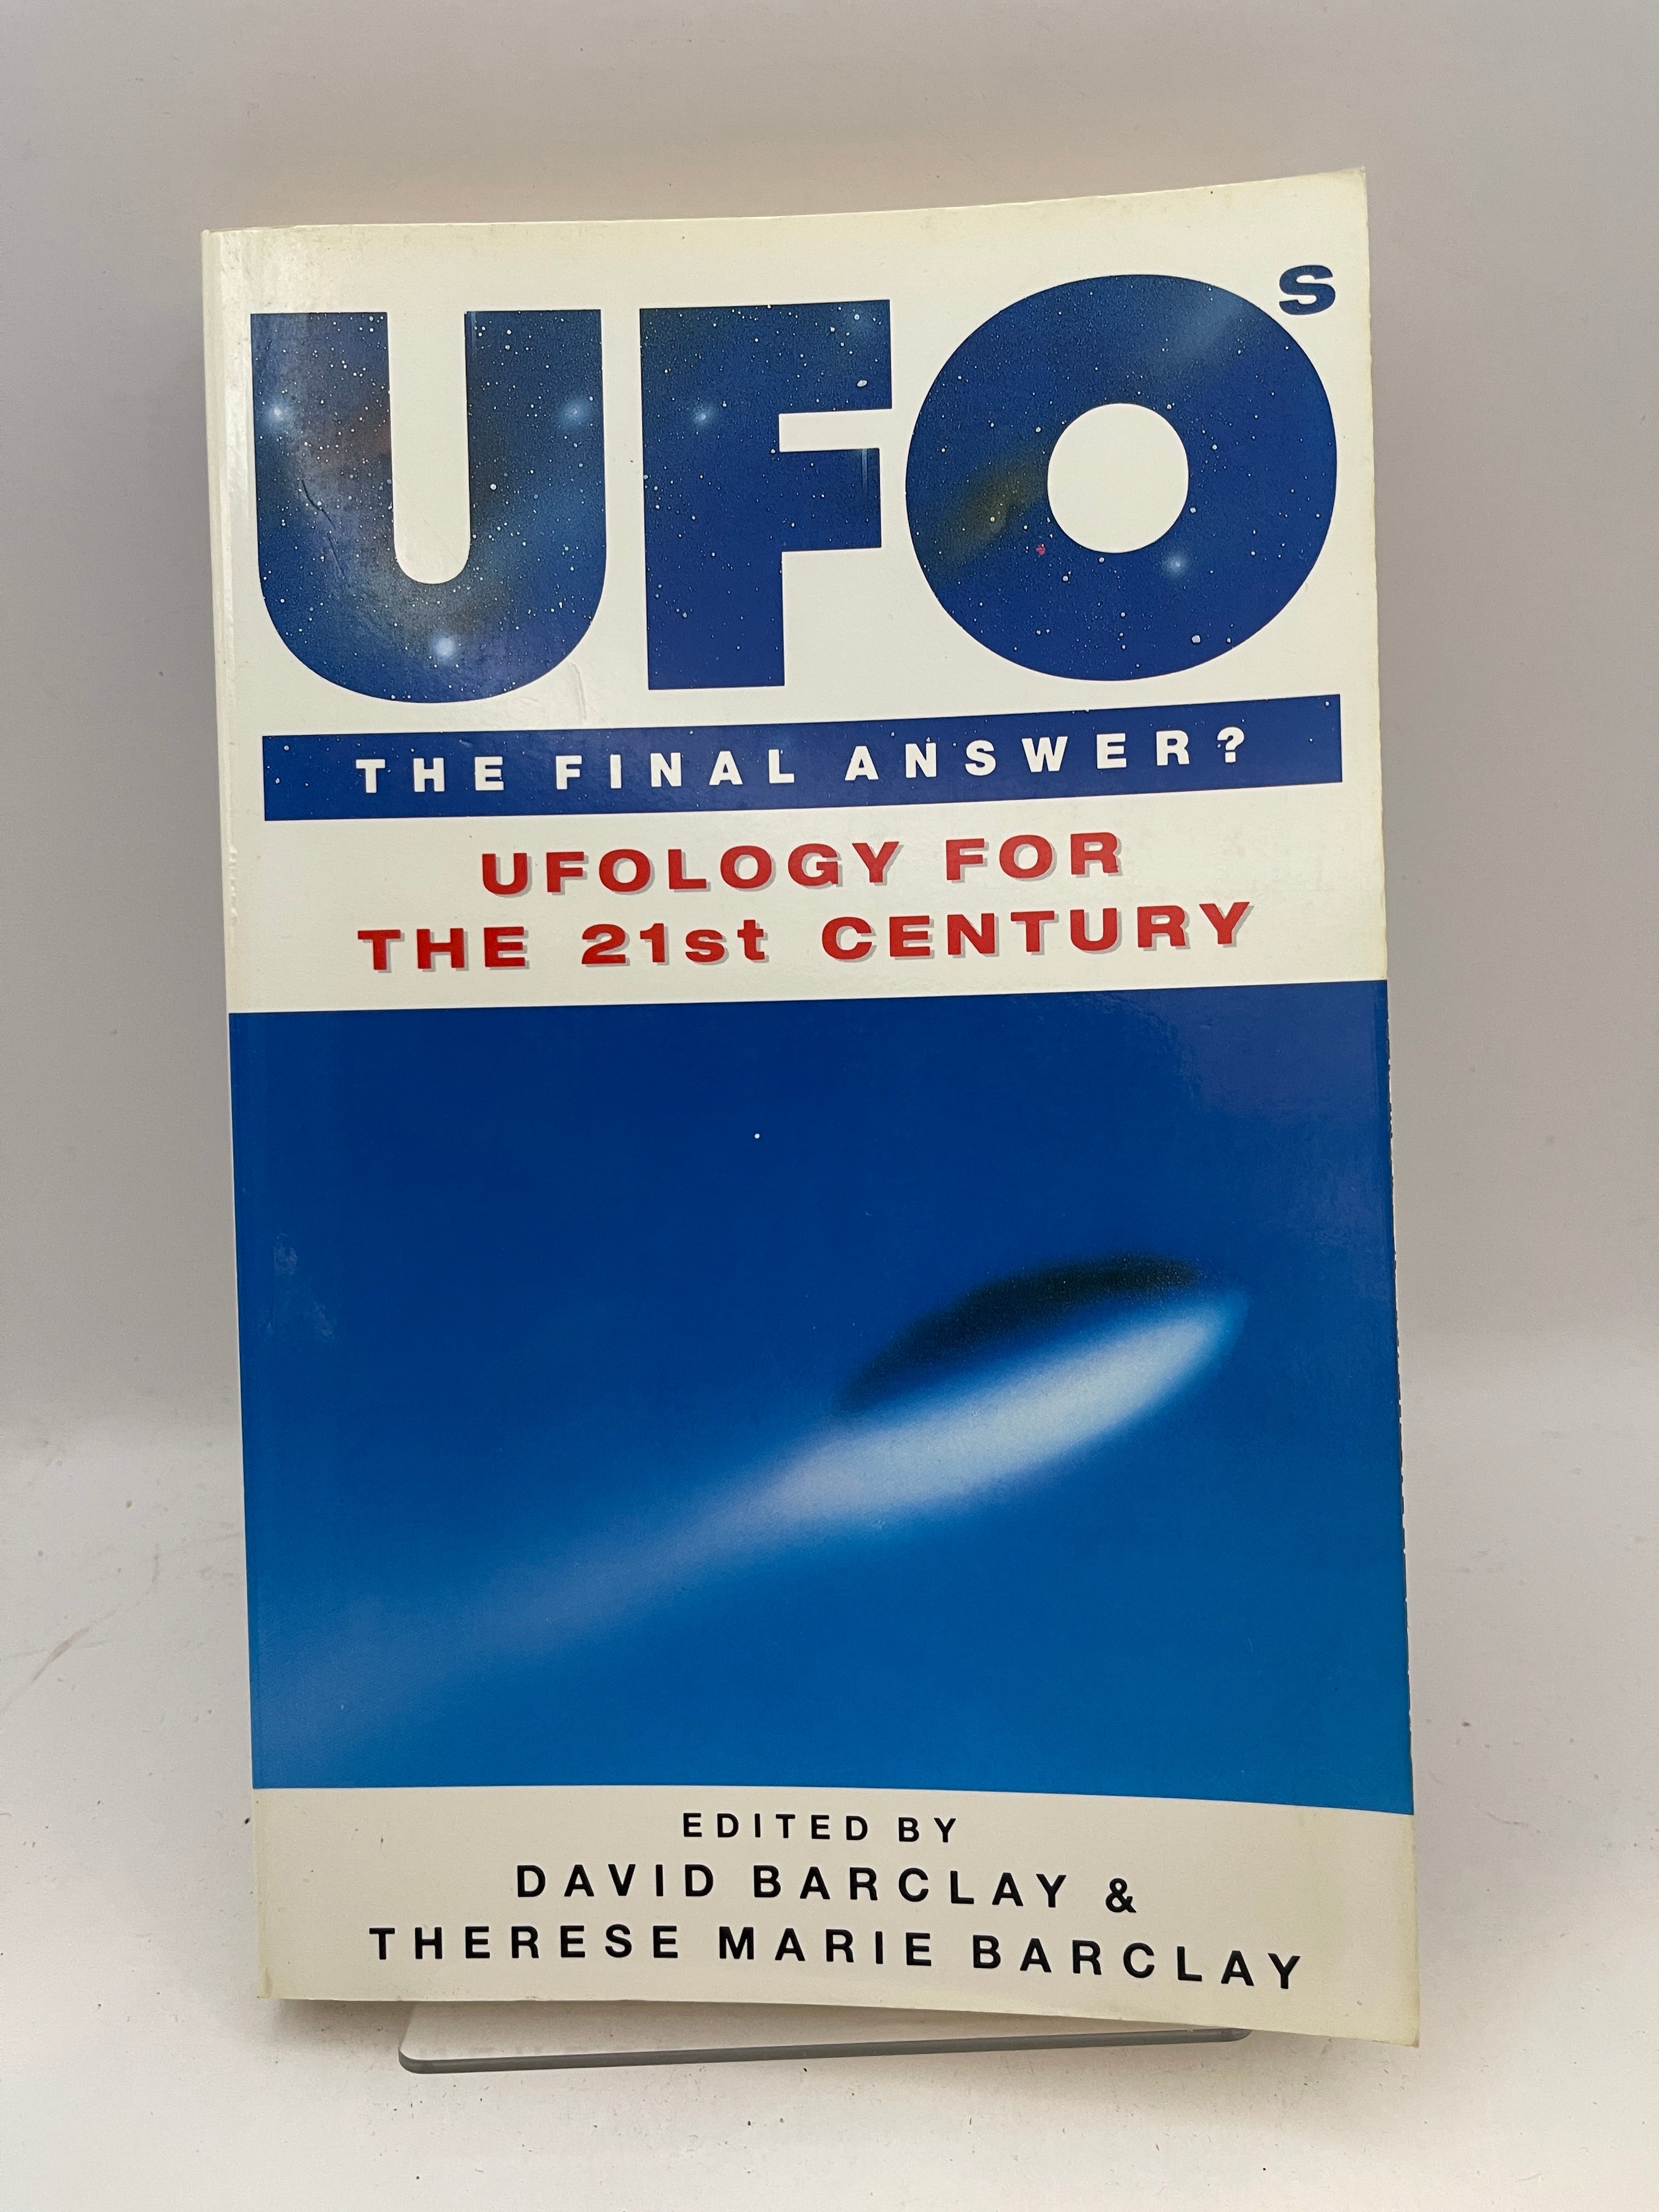 UFOs
THE FINAL ANSWER?
UFOLOGY FOR
THE 21st CENTURY
EDITED BY
DAVID BARCLAY &
THERESE MARIE BARCLAY